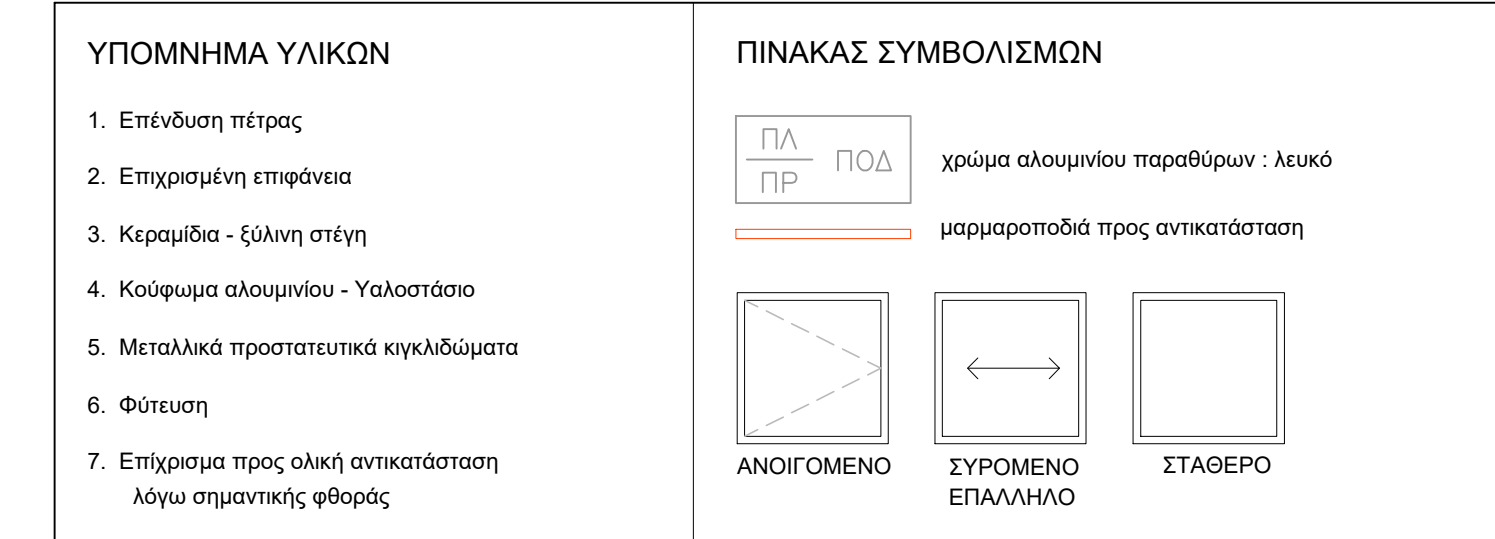 ΥΠΟΜΝΗΜΑ ΥΛΙΚΩΝ
1. Επένδυση πέτρας
2. Επιχρισμένη επιφάνεια
3. Κεραμίδια - ξύλινη στέγη
4. Κούφωμα αλουμινίου - Υαλοστάσιο
5. Μεταλλικά προστατευτικά κιγκλιδώματα
6. Φύτευση
7. Επίχρισμα προς ολική αντικατάσταση
λόγω σημαντικής φθοράς
ΠΙΝΑΚΑΣ ΣΥΜΒΟΛΙΣΜΩΝ
ΠΛ
ΠΡ
ΠΟΔ
χρώμα αλουμινίου παραθύρων : λευκό
μαρμαροποδιά προς αντικατάσταση
ΑΝΟΙΓΟΜΕΝΟ
ΣΥΡΟΜΕΝΟ
ΕΠΑΛΛΗΛΟ
ΣΤΑΘΕΡΟ